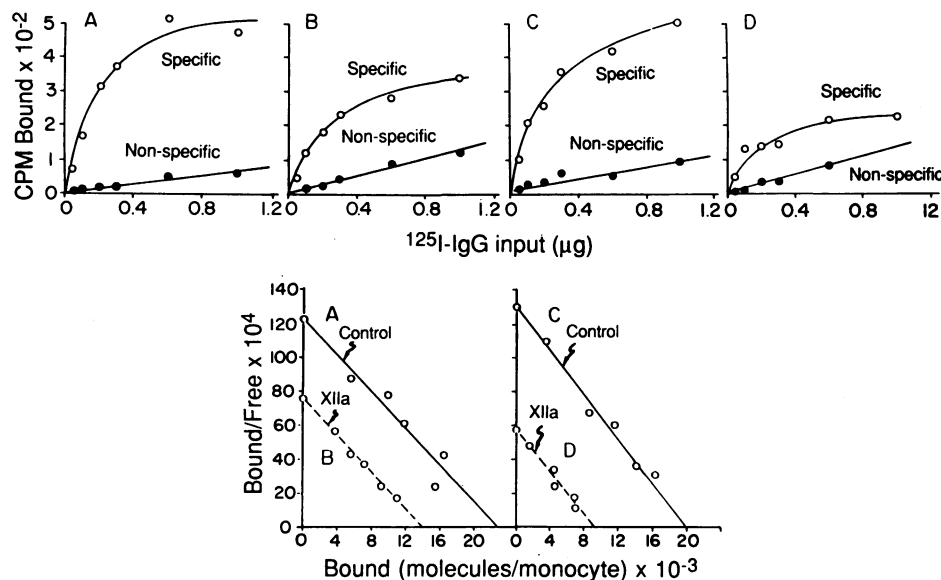 CPM Bound x 10-2
5
4
3
2
1
0
A
Specific
Non-specific
0 0.4 0.8 1.2
B
Specific
Non-specific
0 0.4 0.8 1.2
C
Specific
Non-specific
0 0.4 0.8 1.2
D
Specific
Non-specific
0 0.4 0.8 12
125I-IgG input (μg)
Bound/Free x 104
140
120
100
80
60
40
20
0
A
Control
XIIa
B
0 4 8 12 16 20
C
Control
XIIa
D
0 4 8 12 16 20
Bound (molecules/monocyte) x 10-3